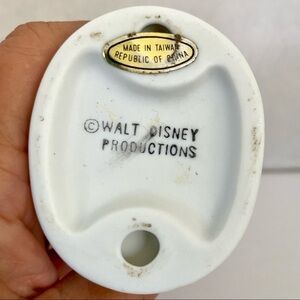 MADE IN TAIWAN
REPUBLIC OF CHINA
©WALT DISNEY
PRODUCTIONS